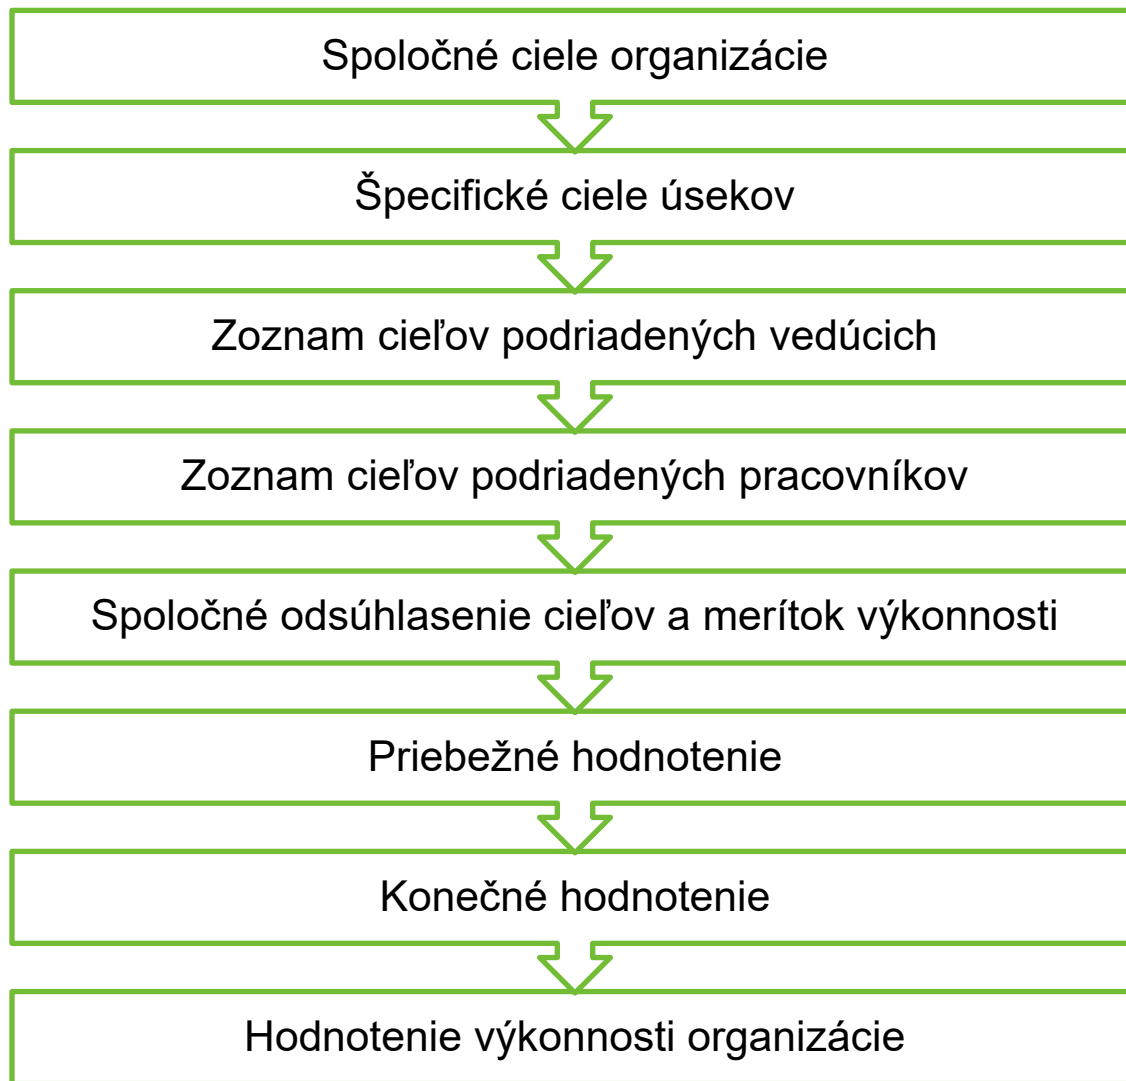 Spoločné ciele organizácie
Špecifické ciele úsekov
Zoznam cieľov podriadených vedúcich
Zoznam cieľov podriadených pracovníkov
Spoločné odsúhlasenie cieľov a merítok výkonnosti
Priebežné hodnotenie
Konečné hodnotenie
Hodnotenie výkonnosti organizácie